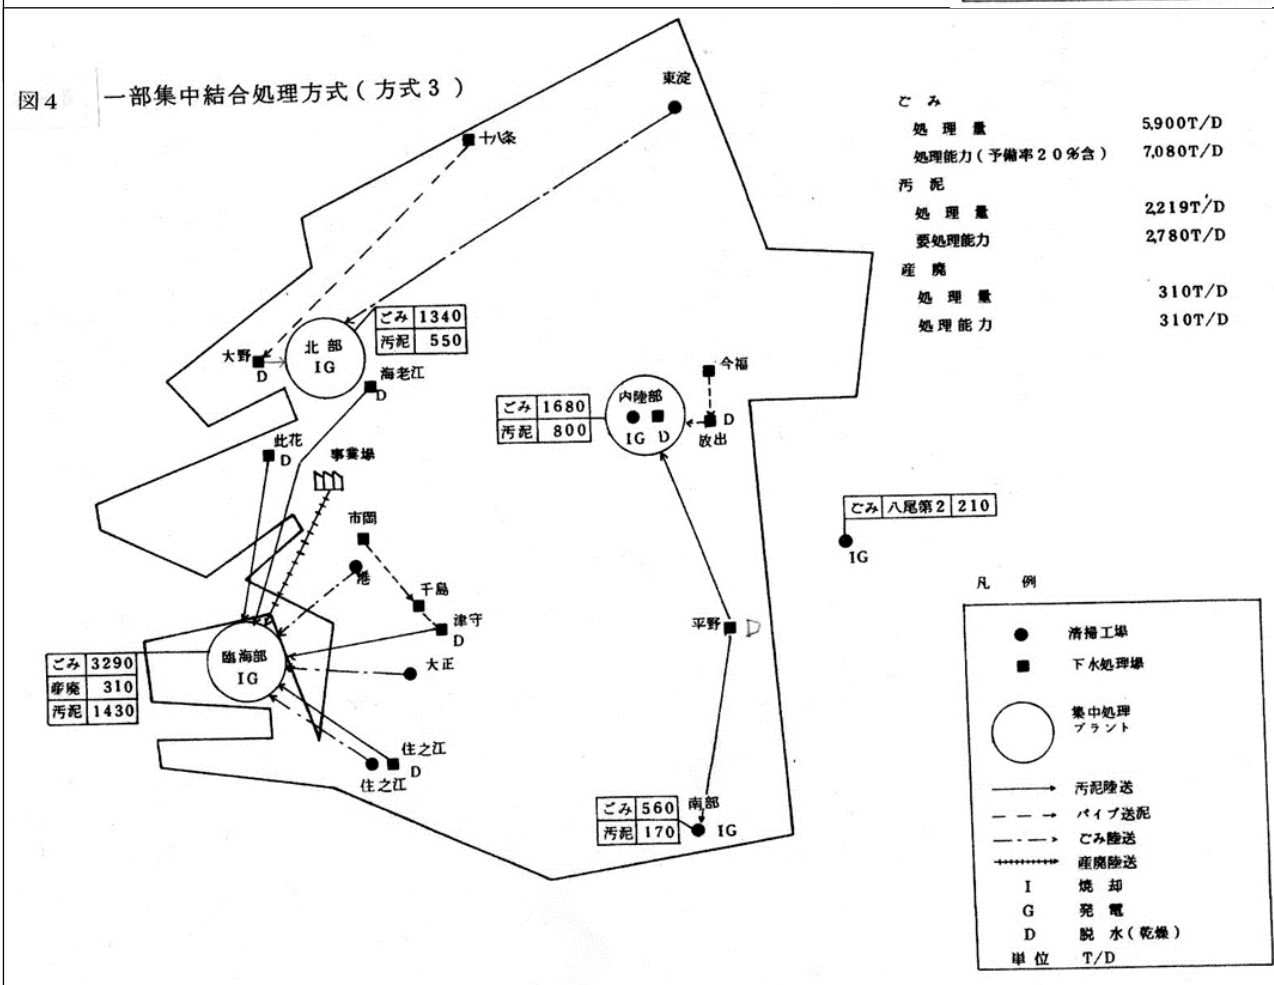 図4 一部集中結合処理方式(方式3)
ごみ
処理量 5,900T/D
処理能力(予備率20%含) 7,080T/D
汚泥
処理量 2,219T/D
要処理能力 2,780T/D
産廃
処理量 310T/D
処理能力 310T/D
東淀
十八条
ごみ 1340
汚泥 550
北部
IG
大野
D
海老江
D
今福
内陸部
IG D
ごみ 1680
汚泥 800
D
放出
此花
D
事業場
市岡
港
千島
津守
D
大正
ごみ 八尾第2 210
IG
平野 D
臨海部
IG
ごみ 3290
産廃 310
汚泥 1430
住之江
D
住之江
ごみ 560
汚泥 170
南部
IG
凡例
清掃工場
下水処理場
集中処理
プラント
汚泥陸送
パイプ送泥
ごみ陸送
産廃陸送
I 焼却
G 発電
D 脱水(乾燥)
単位 T/D